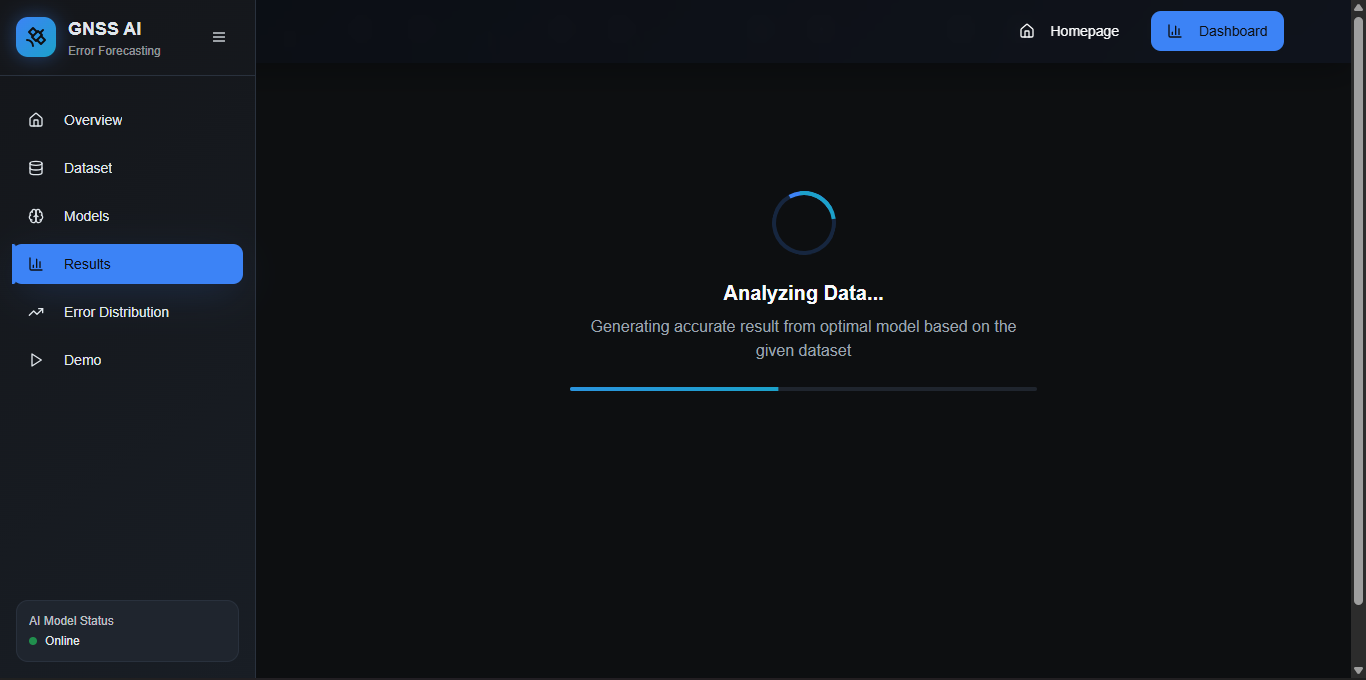 GNSS AI
Error Forecasting
Homepage
Dashboard
Overview
Dataset
Models
Results
Error Distribution
Demo
Analyzing Data...
Generating accurate result from optimal model based on the
given dataset
AI Model Status
Online